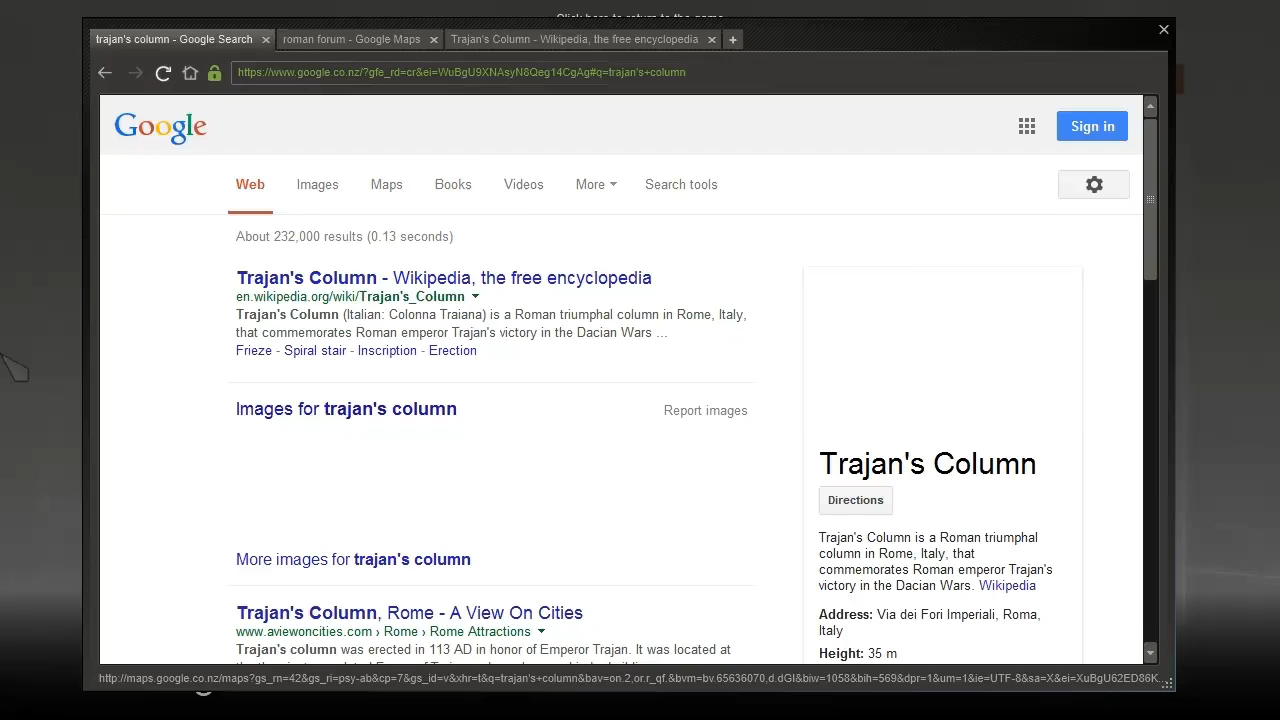 Click here to return to the game
trajan's column - Google Search
roman forum - Google Maps
Trajan's Column - Wikipedia, the free encyclopedia
https://www.google.co.nz/?gfe_rd=cr&ei=WuBgU9XNAsyN8Qeg14CgAg#q=trajan's+column
Google
Sign in
Web
Images
Maps
Books
Videos
More
Search tools
About 232,000 results (0.13 seconds)
Trajan's Column - Wikipedia, the free encyclopedia
en.wikipedia.org/wiki/Trajan's_Column
Trajan's Column (Italian: Colonna Traiana) is a Roman triumphal column in Rome, Italy,
that commemorates Roman emperor Trajan's victory in the Dacian Wars ...
Frieze - Spiral stair - Inscription - Erection
Images for trajan's column
Report images
More images for trajan's column
Trajan's Column, Rome - A View On Cities
www.aviewoncities.com › Rome › Rome Attractions
Trajan's column was erected in 113 AD in honor of Emperor Trajan. It was located at
Trajan's Column
Directions
Trajan's Column is a Roman triumphal
column in Rome, Italy, that
commemorates Roman emperor Trajan's
victory in the Dacian Wars. Wikipedia
Address: Via dei Fori Imperiali, Roma,
Italy
Height: 35 m
http://maps.google.co.nz/maps?gs_rn=42&gs_ri=psy-ab&cp=7&gs_id=v&xhr=t&q=trajan's+column&bav=on.2,or.r_qf.&bvm=bv.65636070,d.dGI&biw=1058&bih=569&dpr=1&um=1&ie=UTF-8&sa=X&ei=XuBgU62ED86K...